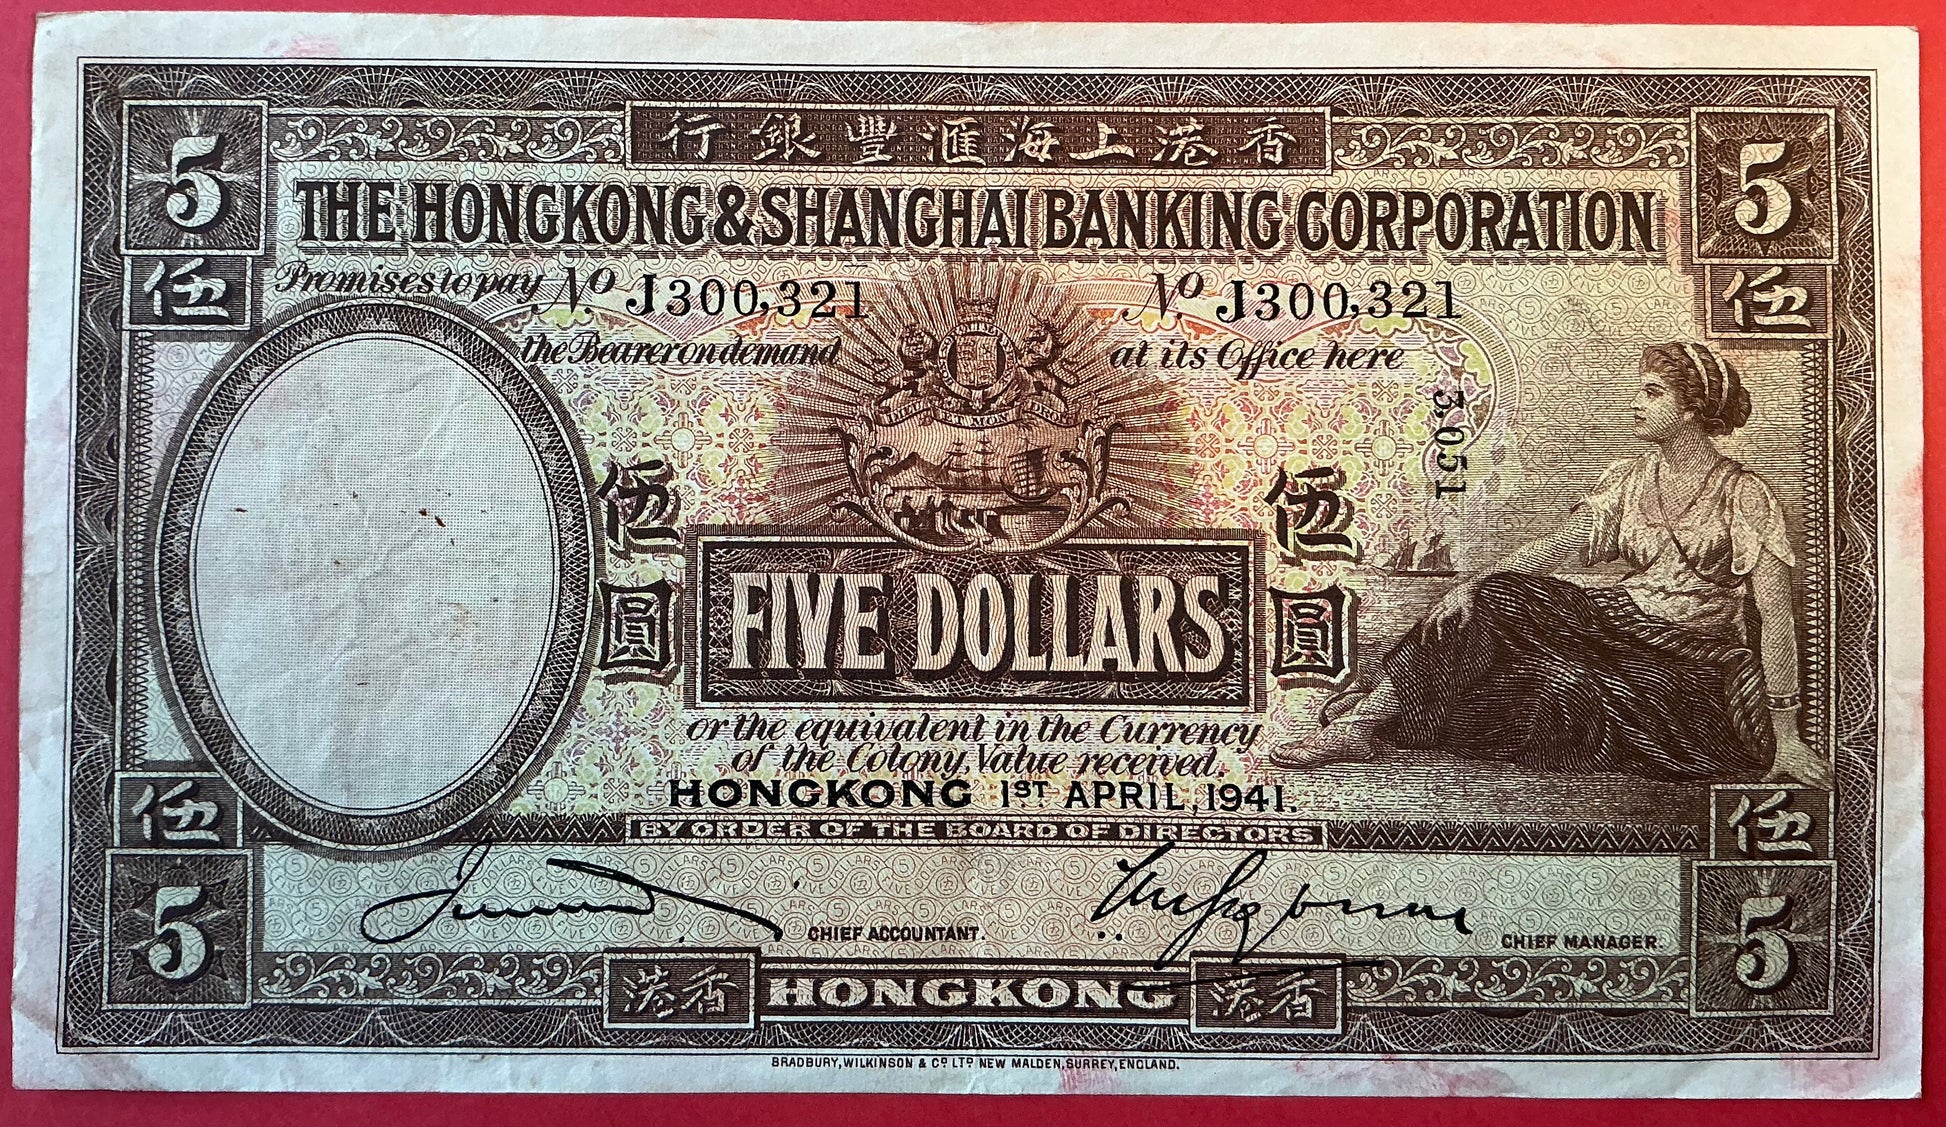 5 行銀豐滙海上港香 5
THE HONGKONG & SHANGHAI BANKING CORPORATION
伍 Promises to pay No. J300,321 No. J300,321 伍
the Bearer on demand at its Office here
3,051
伍圓 伍圓
FIVE DOLLARS
or the equivalent in the Currency
of the Colony, Value received.
HONGKONG 1ST APRIL, 1941.
伍 BY ORDER OF THE BOARD OF DIRECTORS 伍
5 CHIEF ACCOUNTANT. CHIEF MANAGER. 5
港香 HONGKONG 港香
BRADBURY, WILKINSON & Co. LTD. NEW MALDEN, SURREY, ENGLAND.